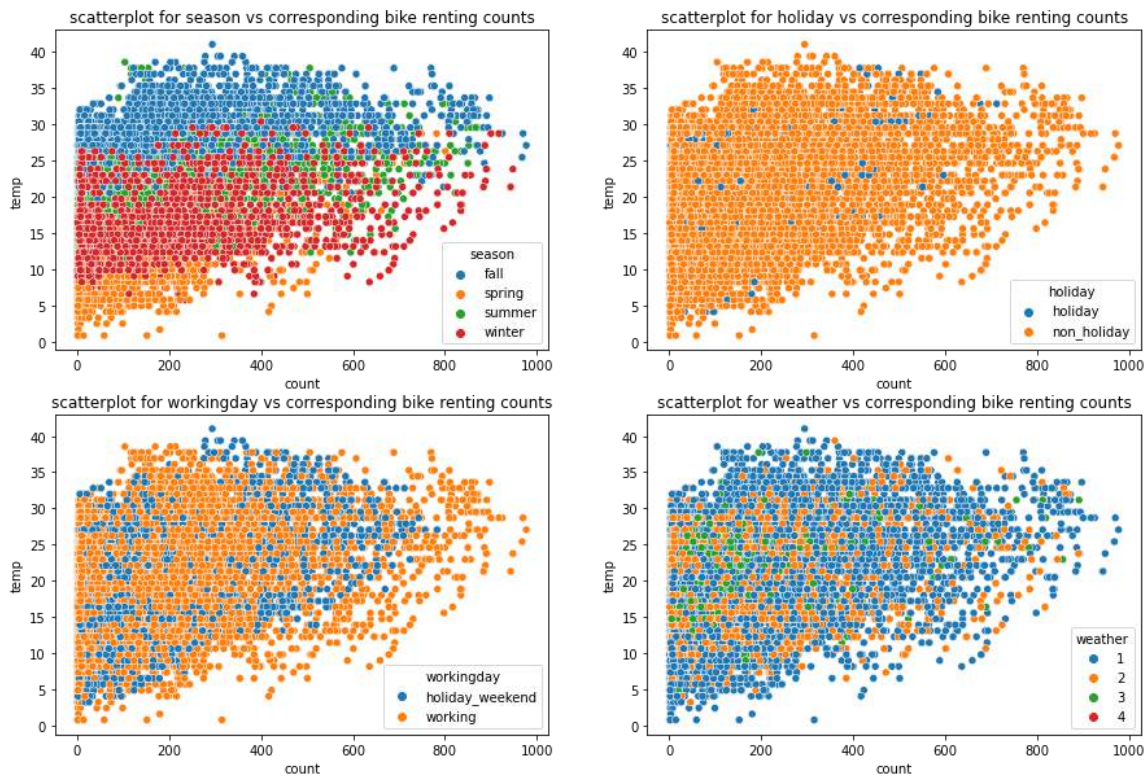 scatterplot for season vs corresponding bike renting counts
temp
40
35
30
25
20
15
10
5
0
season
fall
spring
summer
winter
0 200 400 600 800 1000
count
scatterplot for holiday vs corresponding bike renting counts
temp
40
35
30
25
20
15
10
5
0
holiday
holiday
non_holiday
0 200 400 600 800 1000
count
scatterplot for workingday vs corresponding bike renting counts
temp
40
35
30
25
20
15
10
5
0
workingday
holiday_weekend
working
0 200 400 600 800 1000
count
scatterplot for weather vs corresponding bike renting counts
temp
40
35
30
25
20
15
10
5
0
weather
1
2
3
4
0 200 400 600 800 1000
count